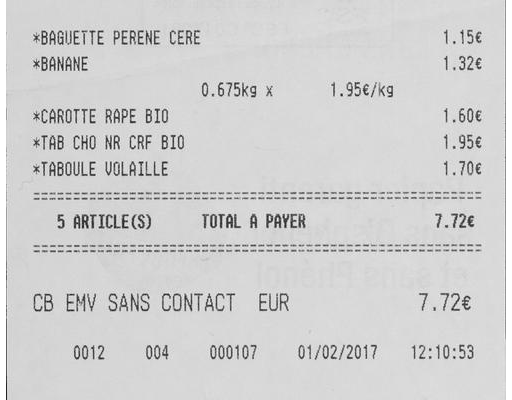 *BAGUETTE PERENE CERE 1.15€
*BANANE 1.32€
0.675kg x 1.95€/kg
*CAROTTE RAPE BIO 1.60€
*TAB CHO NR CRF BIO 1.95€
*TABOULE VOLAILLE 1.70€
==========================================
5 ARTICLE(S) TOTAL A PAYER 7.72€
==========================================
CB EMV SANS CONTACT EUR 7.72€
0012 004 000107 01/02/2017 12:10:53